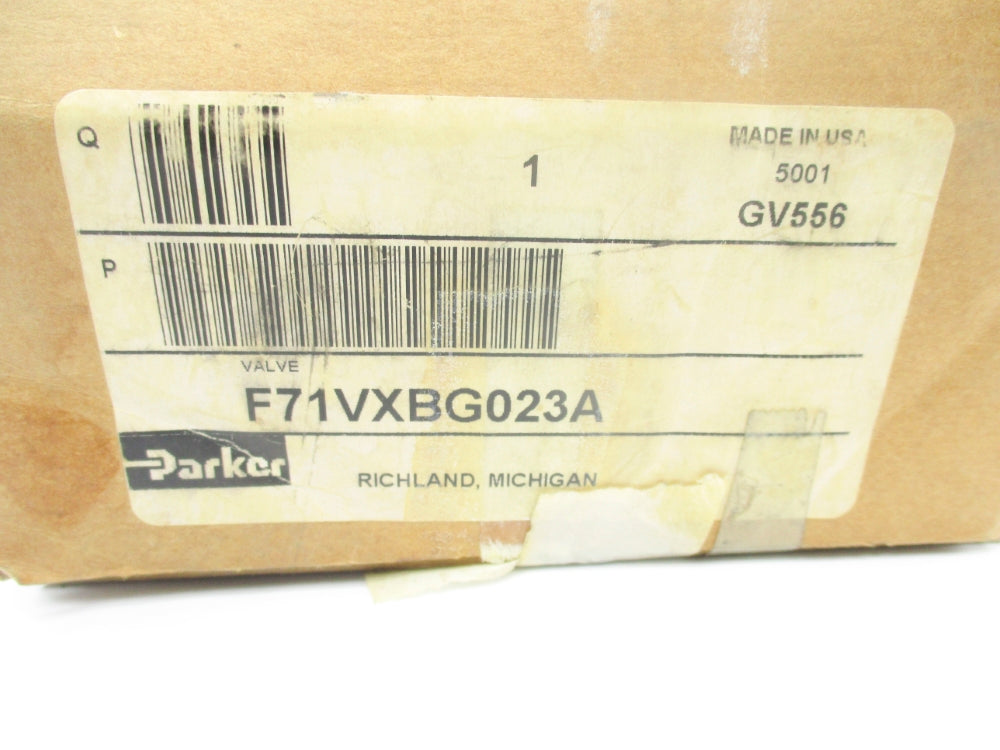 Q
1
MADE IN USA
5001
GV556
P
VALVE
F71VXBG023A
Parker
RICHLAND, MICHIGAN